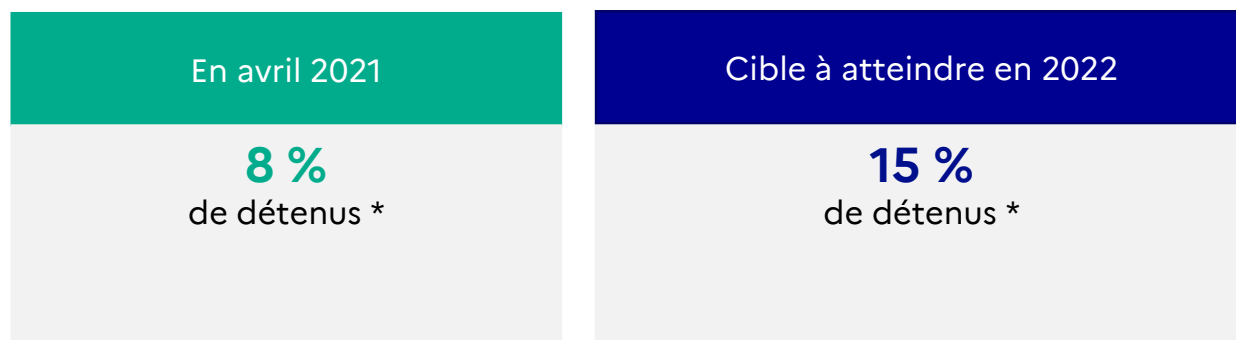 En avril 2021
8 %
de détenus *
Cible à atteindre en 2022
15 %
de détenus *